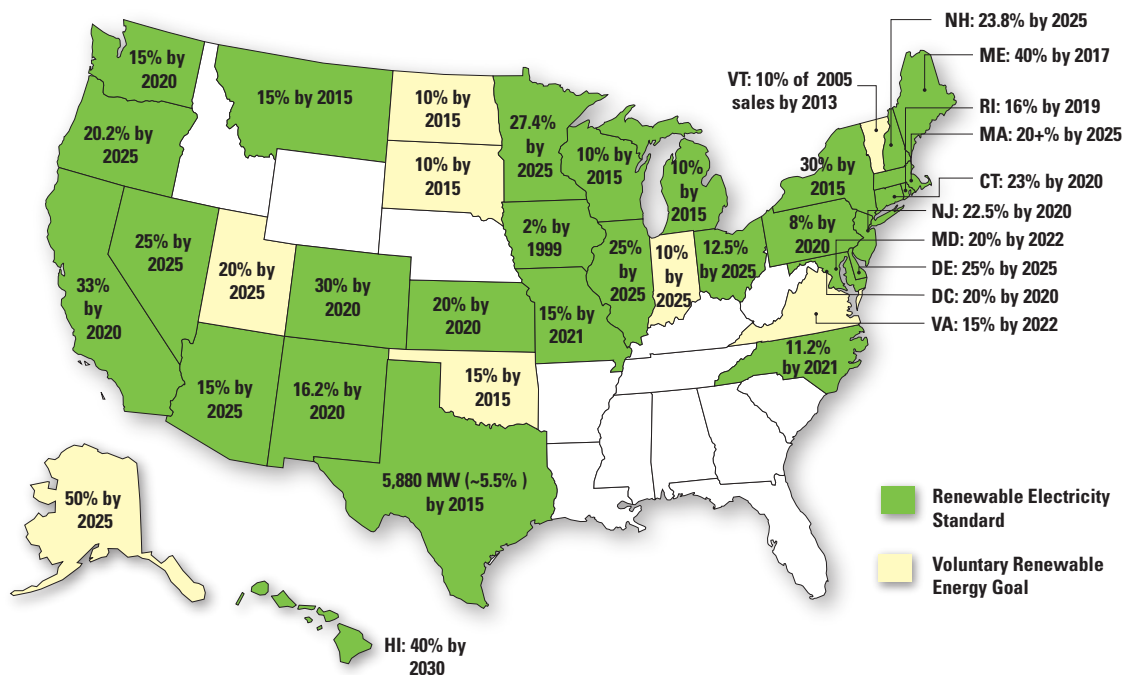 15% by
2020
15% by 2015
20.2% by
2025
10% by
2015
10% by
2015
27.4%
by
2025
10% by
2015
10%
by
2015
VT: 10% of 2005
sales by 2013
30% by
2015
NH: 23.8% by 2025
ME: 40% by 2017
RI: 16% by 2019
MA: 20+% by 2025
CT: 23% by 2020
NJ: 22.5% by 2020
MD: 20% by 2022
DE: 25% by 2025
DC: 20% by 2020
VA: 15% by 2022
33%
by
2020
25% by
2025
20% by
2025
30% by
2020
20% by
2020
2% by
1999
15% by
2021
25%
by
2025
10%
by
2025
12.5%
by 2025
8% by
2020
11.2%
by 2021
15% by
2025
16.2% by
2020
15% by
2015
5,880 MW (~5.5% )
by 2015
50% by
2025
HI: 40% by
2030
Renewable Electricity
Standard
Voluntary Renewable
Energy Goal